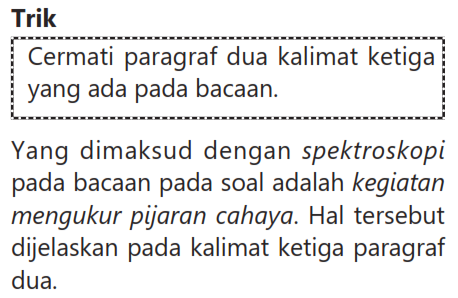 Trik
Cermati paragraf dua kalimat ketiga
yang ada pada bacaan.
Yang dimaksud dengan spektroskopi
pada bacaan pada soal adalah kegiatan
mengukur pijaran cahaya. Hal tersebut
dijelaskan pada kalimat ketiga paragraf
dua.